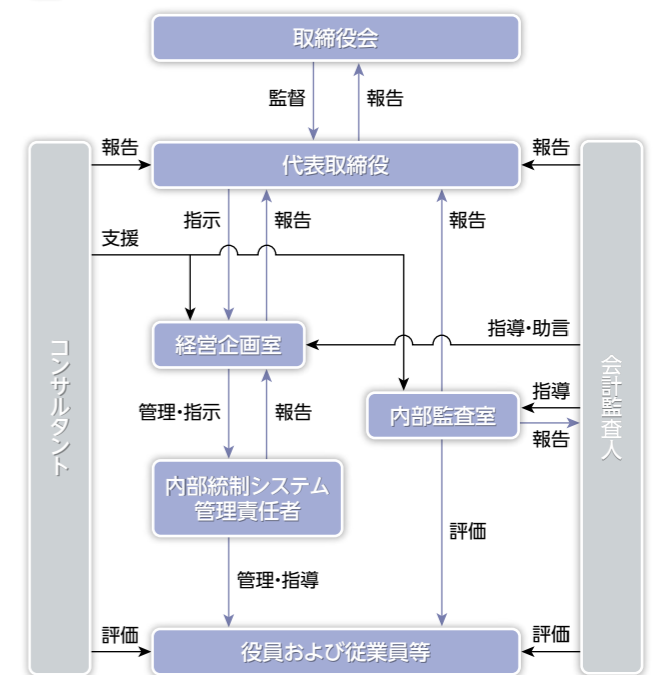 取締役会
監督
報告
報告
代表取締役
報告
指示
報告
報告
支援
指導・助言
経営企画室
コンサルタント
会計監査人
管理・指示
報告
内部監査室
指導
報告
内部統制システム
管理責任者
評価
管理・指導
評価
役員および従業員等
評価